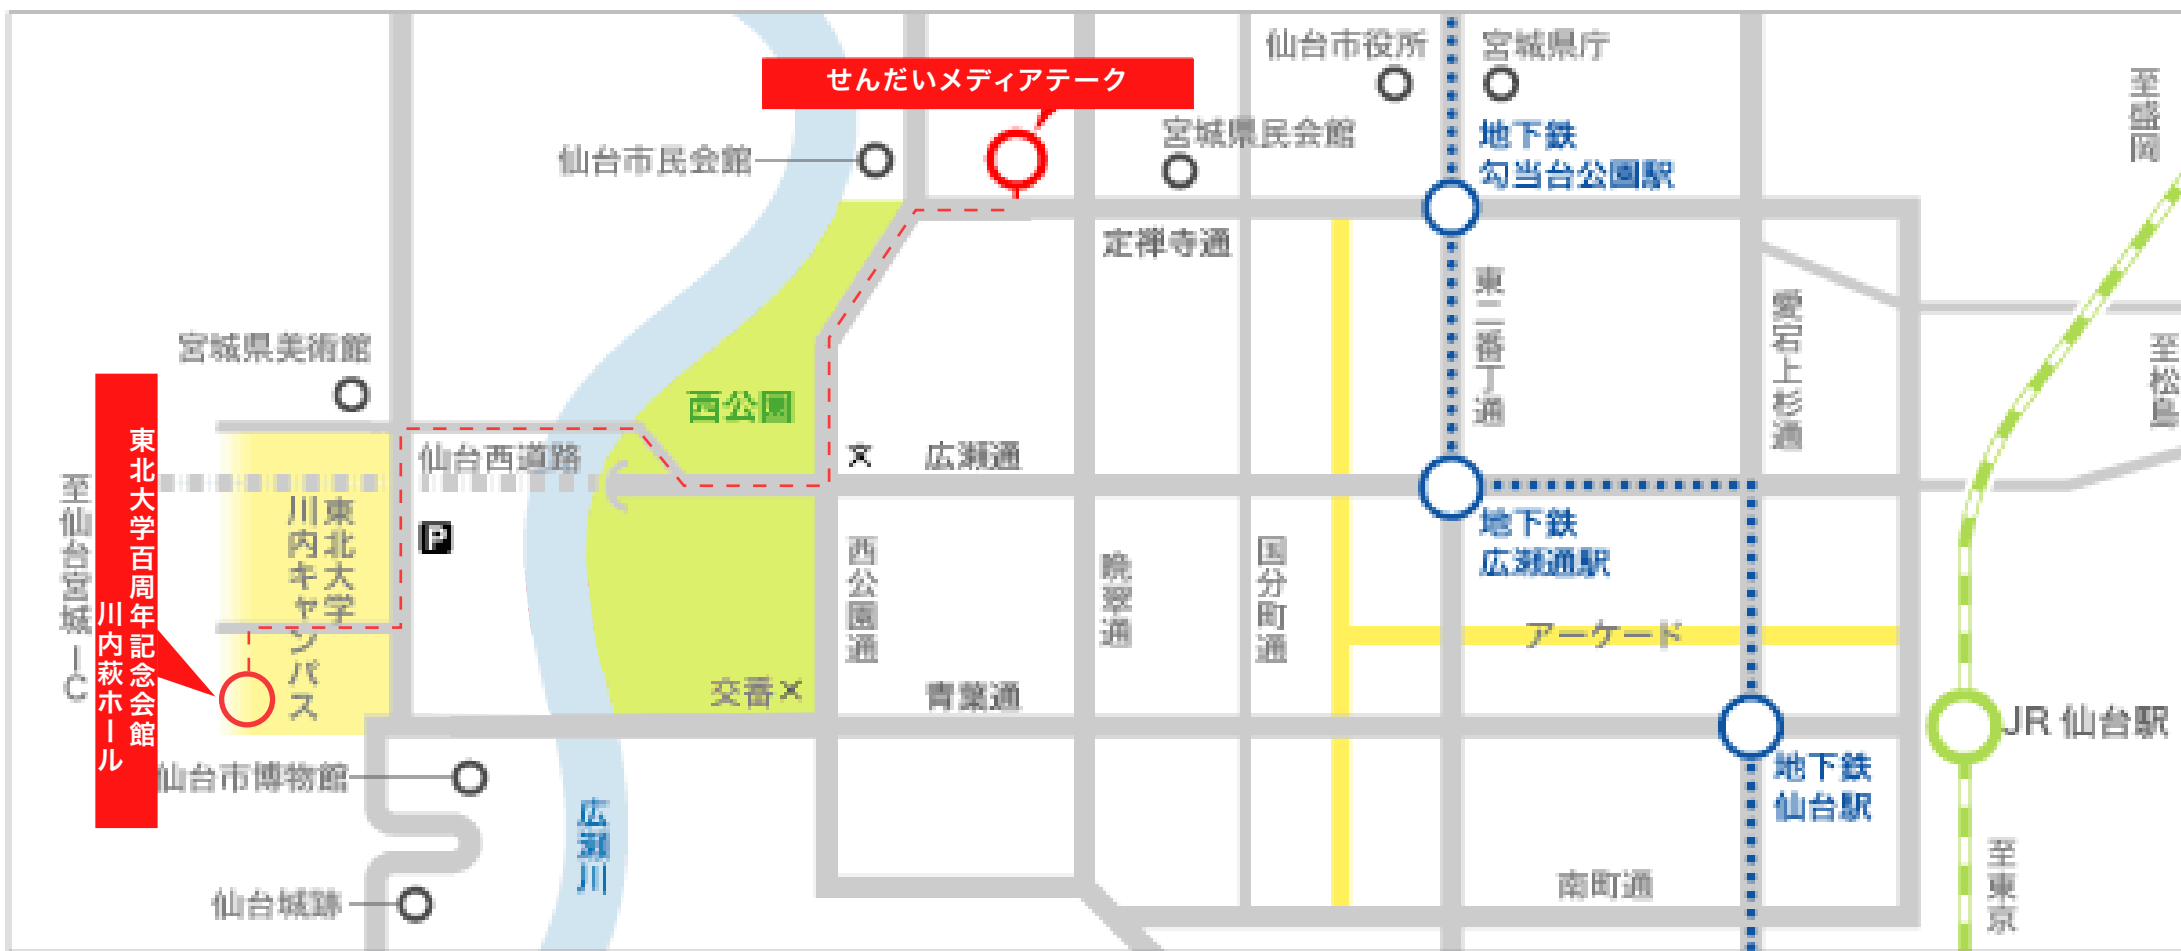 仙台市役所
宮城県庁
せんだいメディアテーク
至盛岡
仙台市民会館
宮城県民会館
地下鉄
勾当台公園駅
定禅寺通
東二番丁通
愛宕上杉通
宮城県美術館
至松島
西公園
仙台西道路
広瀬通
文
東北大学百周年記念会館
川内萩ホール
至仙台宮城IC
東北大学
川内キャンパス
P
地下鉄
広瀬通駅
西公園通
晩翠通
国分町通
アーケード
交番
青葉通
JR 仙台駅
仙台市博物館
地下鉄
仙台駅
広瀬川
仙台城跡
南町通
至東京